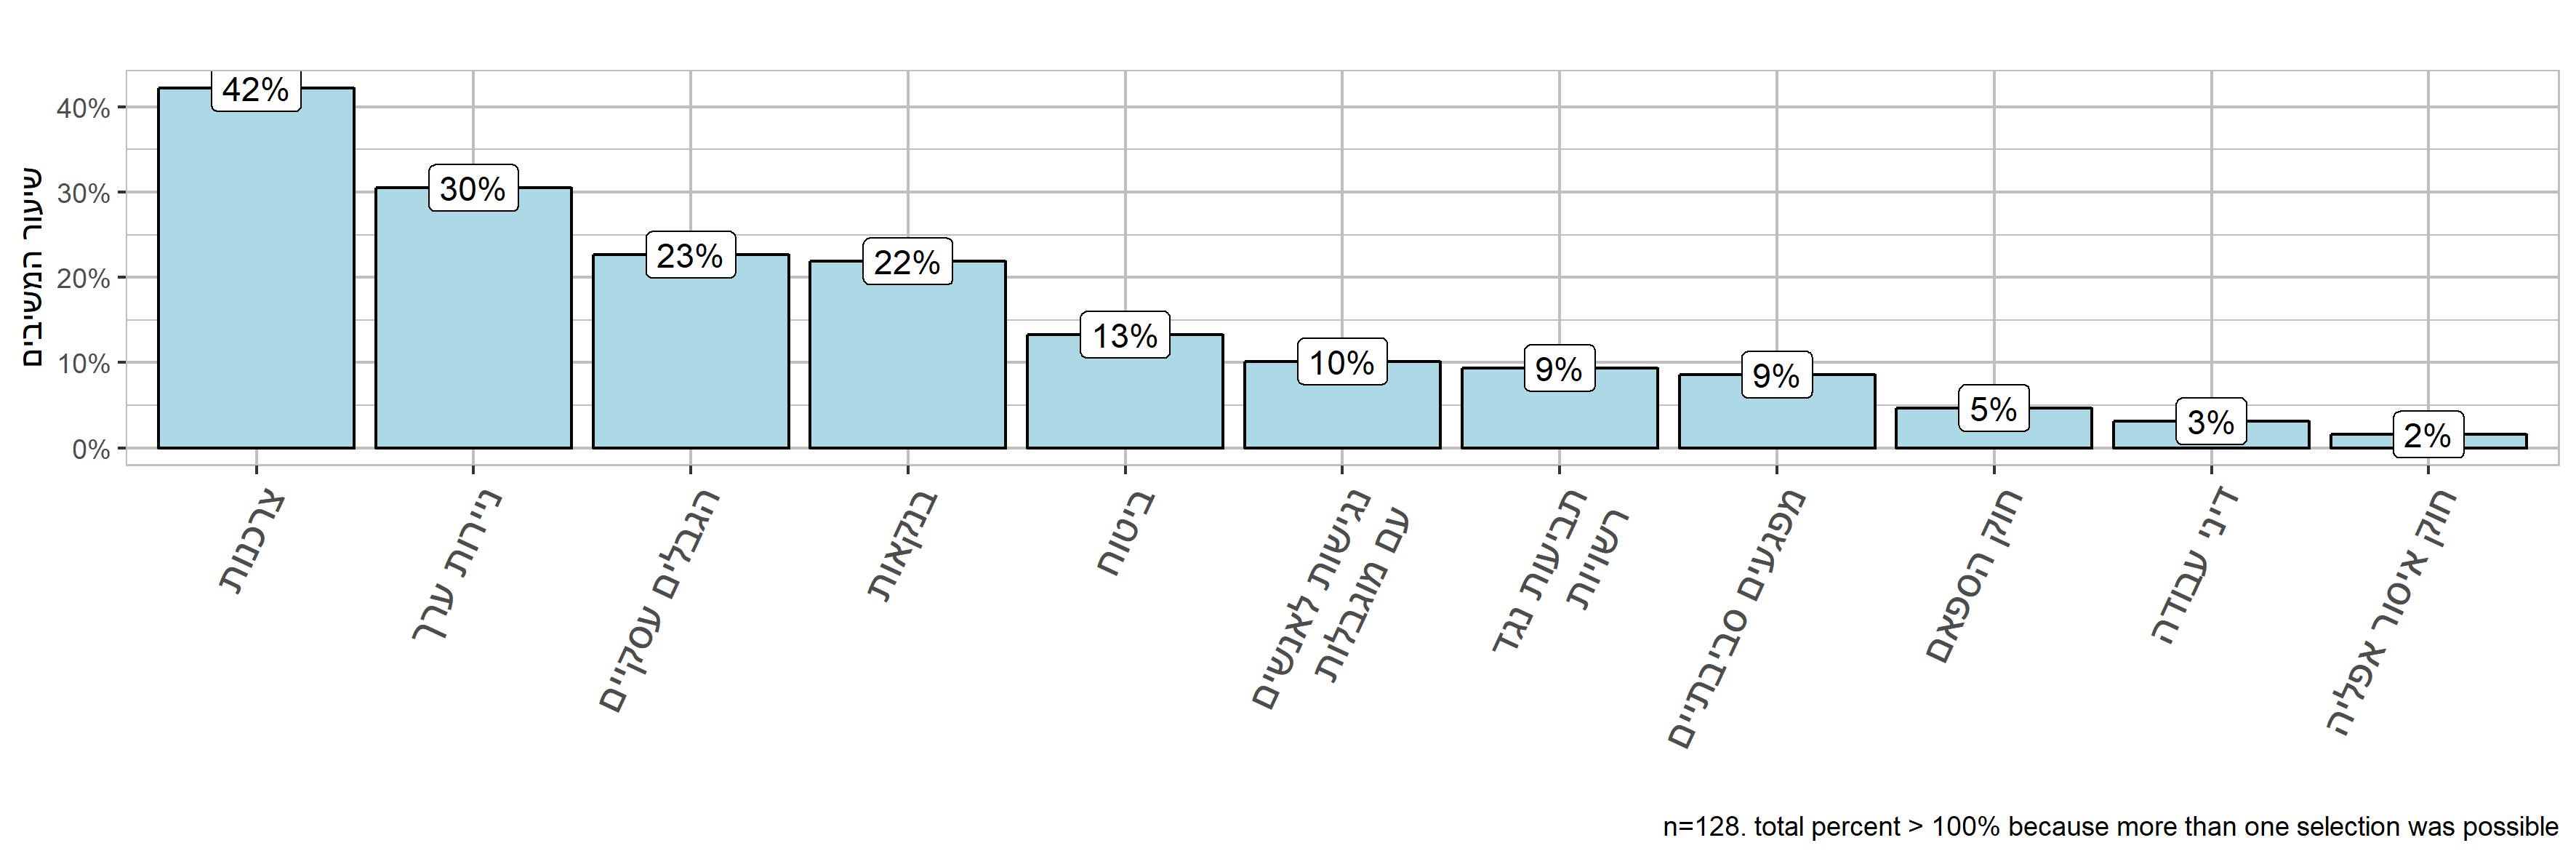 שיעור המשיבים
40%
30%
20%
10%
0%
42%
30%
23%
22%
13%
10%
9%
9%
5%
3%
2%
צרכנות
ניירות ערך
הגבלים עסקיים
בנקאות
ביטוח
נגישות לאנשים
עם מוגבלות
תביעות נגד
רשויות
מפגעים סביבתיים
חוק הספאם
דיני עבודה
חוק איסור אפליה
n=128. total percent > 100% because more than one selection was possible